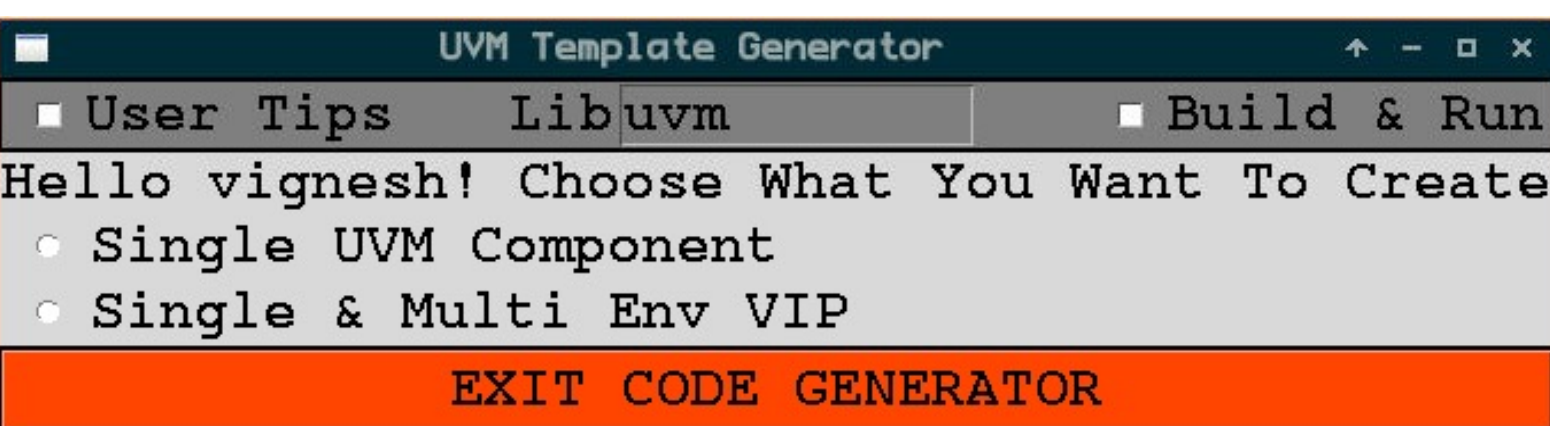 UVM Template Generator
User Tips Lib uvm Build & Run
Hello vignesh! Choose What You Want To Create
Single UVM Component
Single & Multi Env VIP
EXIT CODE GENERATOR